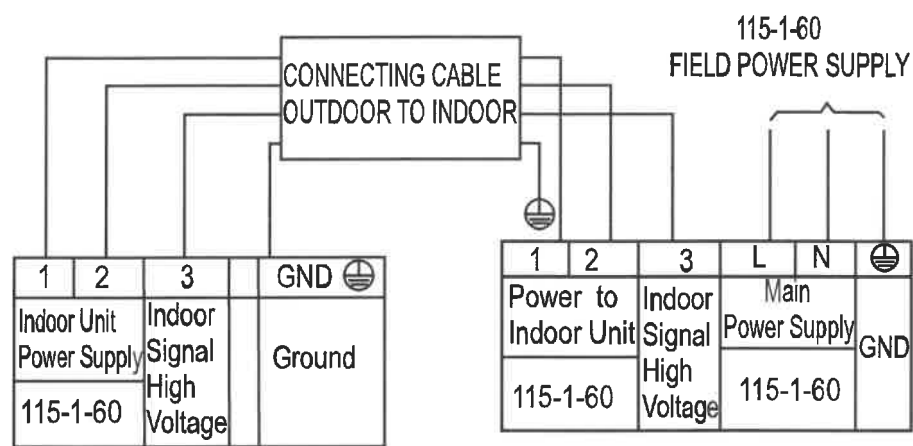 115-1-60
FIELD POWER SUPPLY
CONNECTING CABLE
OUTDOOR TO INDOOR
1 2 3 GND
Indoor Unit
Power Supply
115-1-60
Indoor
Signal
High
Voltage
Ground
1 2 3 L N
Power to
Indoor Unit
115-1-60
Indoor
Signal
High
Voltage
Main
Power Supply
115-1-60
GND